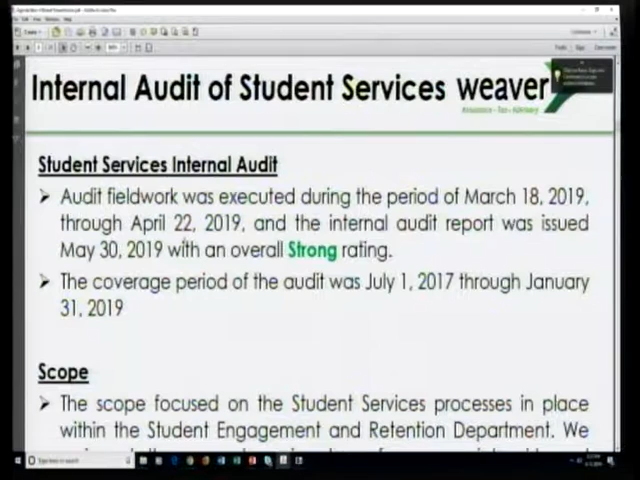 Internal Audit of Student Services weaver
Assurance • Tax • Advisory
Student Services Internal Audit
➤ Audit fieldwork was executed during the period of March 18, 2019,
through April 22, 2019, and the internal audit report was issued
May 30, 2019 with an overall Strong rating.
➤ The coverage period of the audit was July 1, 2017 through January
31, 2019
Scope
➤ The scope focused on the Student Services processes in place
within the Student Engagement and Retention Department. We